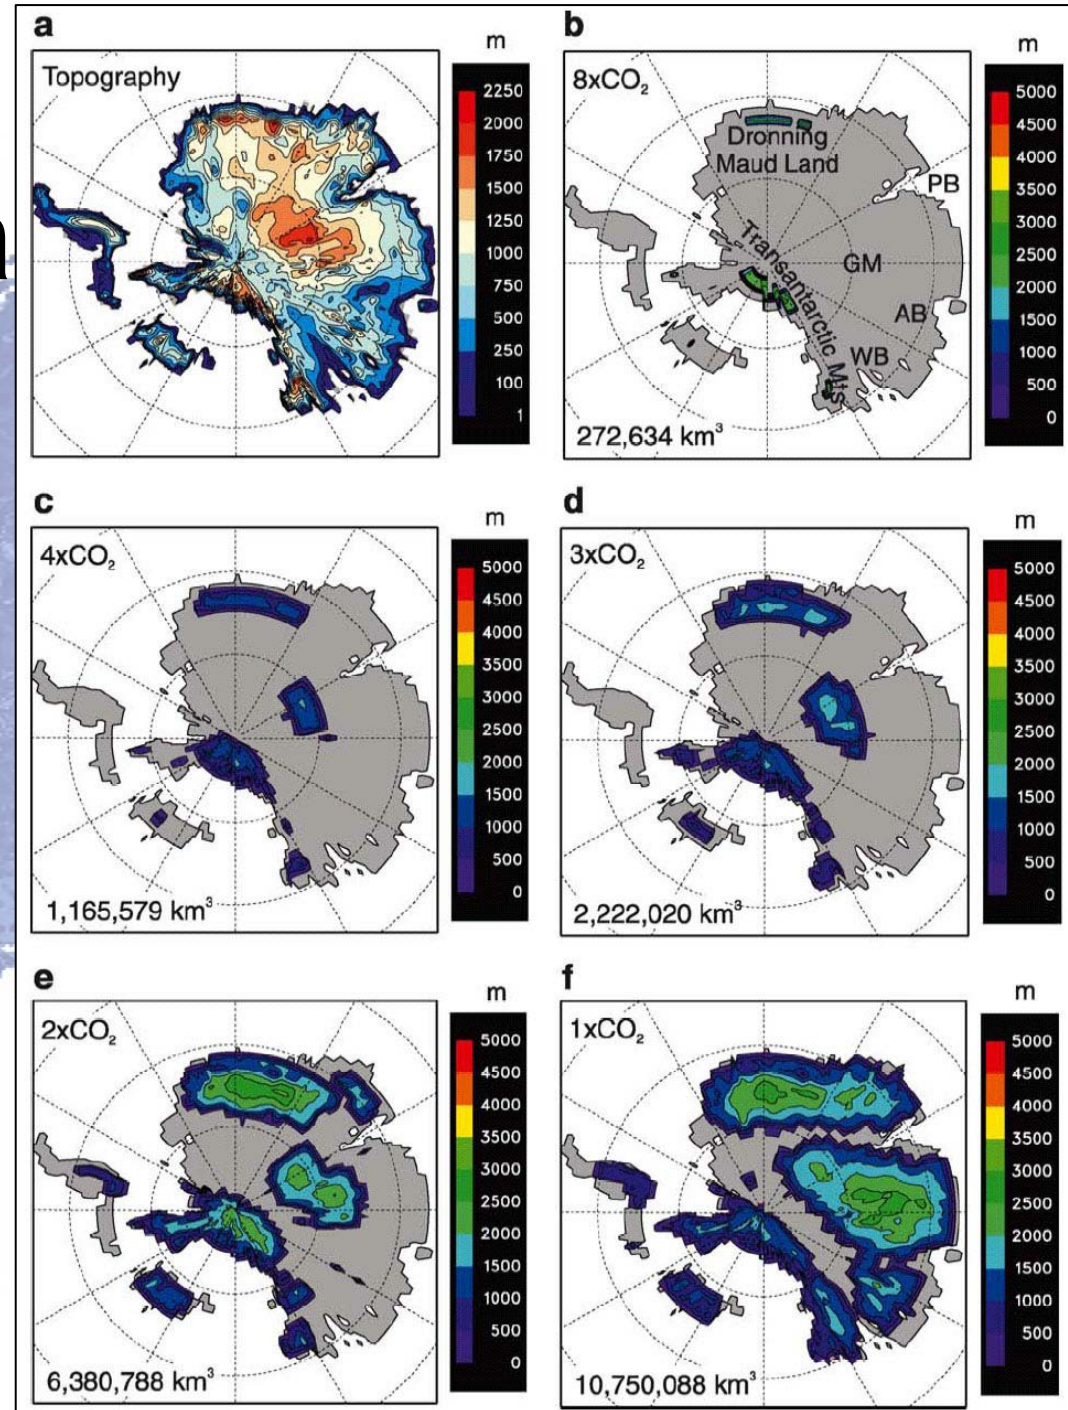 a
m
Topography
2250
2000
1750
1500
1250
1000
750
500
250
100
1
b
m
8xCO₂
Dronning
Maud Land
PB
Transantarctic Mts
GM
AB
WB
272,634 km³
5000
4500
4000
3500
3000
2500
2000
1500
1000
500
0
c
m
4xCO₂
1,165,579 km³
5000
4500
4000
3500
3000
2500
2000
1500
1000
500
0
d
m
3xCO₂
2,222,020 km³
5000
4500
4000
3500
3000
2500
2000
1500
1000
500
0
e
m
2xCO₂
6,380,788 km³
5000
4500
4000
3500
3000
2500
2000
1500
1000
500
0
f
m
1xCO₂
10,750,088 km³
5000
4500
4000
3500
3000
2500
2000
1500
1000
500
0